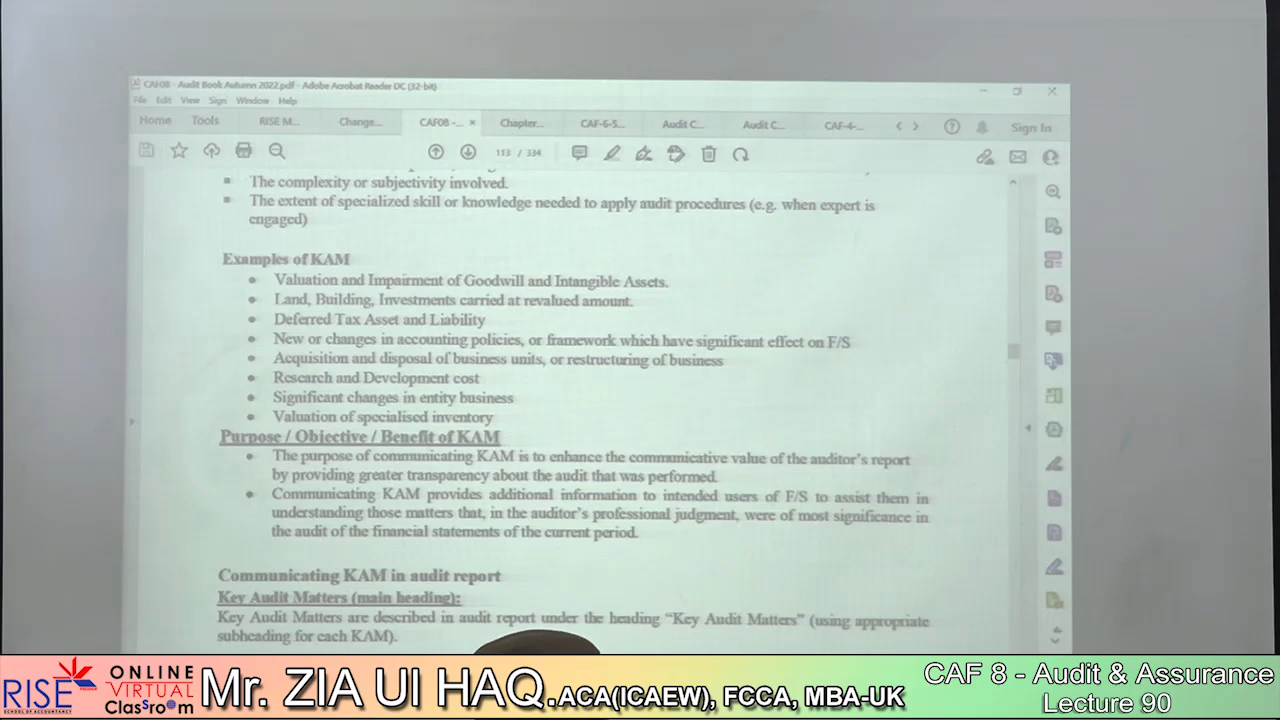 CAF08 - Audit Book Autumn 2022.pdf - Adobe Acrobat Reader DC (32-bit)
File Edit View Sign Window Help
Home Tools RISE M... Change... CAF08 -... × Chapter... CAF-6-S... Audit C... Audit C... CAF-4-... Sign In
113 / 334
The complexity or subjectivity involved.
The extent of specialized skill or knowledge needed to apply audit procedures (e.g. when expert is
engaged)
Examples of KAM
Valuation and Impairment of Goodwill and Intangible Assets.
Land, Building, Investments carried at revalued amount.
Deferred Tax Asset and Liability
New or changes in accounting policies, or framework which have significant effect on F/S
Acquisition and disposal of business units, or restructuring of business
Research and Development cost
Significant changes in entity business
Valuation of specialised inventory
Purpose / Objective / Benefit of KAM
The purpose of communicating KAM is to enhance the communicative value of the auditor's report
by providing greater transparency about the audit that was performed.
Communicating KAM provides additional information to intended users of F/S to assist them in
understanding those matters that, in the auditor's professional judgment, were of most significance in
the audit of the financial statements of the current period.
Communicating KAM in audit report
Key Audit Matters (main heading):
Key Audit Matters are described in audit report under the heading "Key Audit Matters" (using appropriate
subheading for each KAM).
RISE PREMIER
SCHOOL OF ACCOUNTANCY
ONLINE
VIRTUAL
ClasSroom
Mr. ZIA UI HAQ. ACA(ICAEW), FCCA, MBA-UK
CAF 8 - Audit & Assurance
Lecture 90